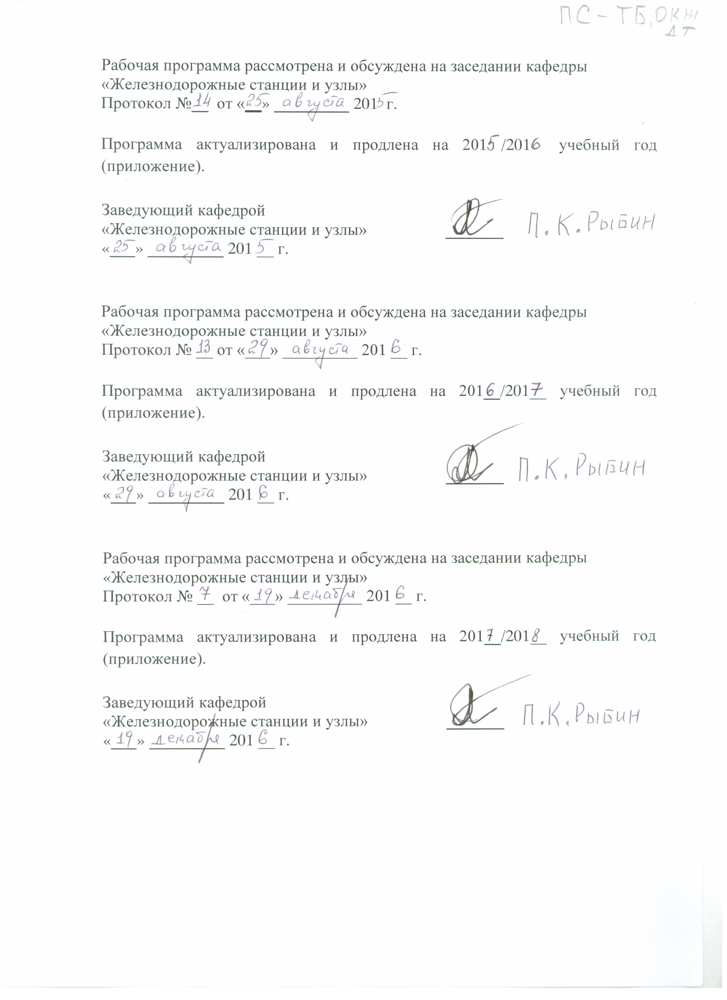 ПС - ТБ, ОКЖ
ДТ
Рабочая программа рассмотрена и обсуждена на заседании кафедры
«Железнодорожные станции и узлы»
Протокол № 14 от «25» августа 2015 г.
Программа актуализирована и продлена на 2015/2016 учебный год
(приложение).
Заведующий кафедрой
«Железнодорожные станции и узлы» П.К. Рыбин
«25» августа 2015 г.
Рабочая программа рассмотрена и обсуждена на заседании кафедры
«Железнодорожные станции и узлы»
Протокол № 13 от «29» августа 2016 г.
Программа актуализирована и продлена на 2016/2017 учебный год
(приложение).
Заведующий кафедрой
«Железнодорожные станции и узлы» П.К. Рыбин
«29» августа 2016 г.
Рабочая программа рассмотрена и обсуждена на заседании кафедры
«Железнодорожные станции и узлы»
Протокол № 7 от «19» декабря 2016 г.
Программа актуализирована и продлена на 2017/2018 учебный год
(приложение).
Заведующий кафедрой
«Железнодорожные станции и узлы» П.К. Рыбин
«19» декабря 2016 г.